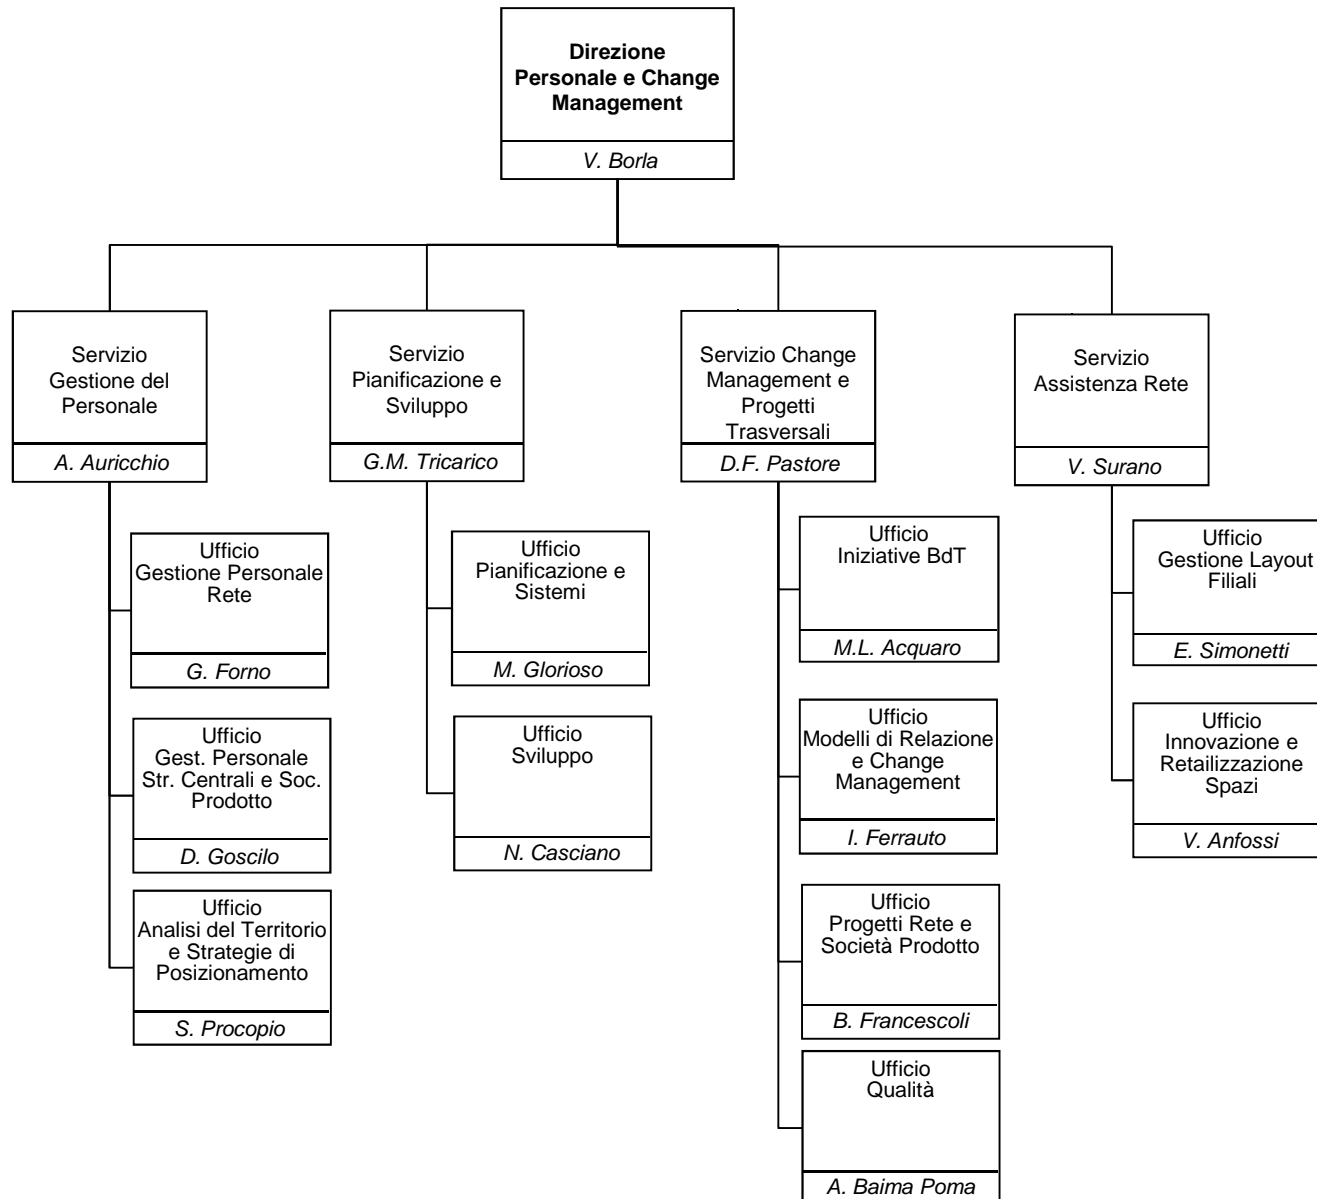 Direzione
Personale e Change
Management
V. Borla
Servizio
Gestione del
Personale
A. Auricchio
Servizio
Pianificazione e
Sviluppo
G.M. Tricarico
Servizio Change
Management e
Progetti
Trasversali
D.F. Pastore
Servizio
Assistenza Rete
V. Surano
Ufficio
Gestione Personale
Rete
G. Forno
Ufficio
Gest. Personale
Str. Centrali e Soc.
Prodotto
D. Goscilo
Ufficio
Analisi del Territorio
e Strategie di
Posizionamento
S. Procopio
Ufficio
Pianificazione e
Sistemi
M. Glorioso
Ufficio
Sviluppo
N. Casciano
Ufficio
Iniziative BdT
M.L. Acquaro
Ufficio
Modelli di Relazione
e Change
Management
I. Ferrauto
Ufficio
Progetti Rete e
Società Prodotto
B. Francescoli
Ufficio
Qualità
A. Baima Poma
Ufficio
Gestione Layout
Filiali
E. Simonetti
Ufficio
Innovazione e
Retailizzazione
Spazi
V. Anfossi